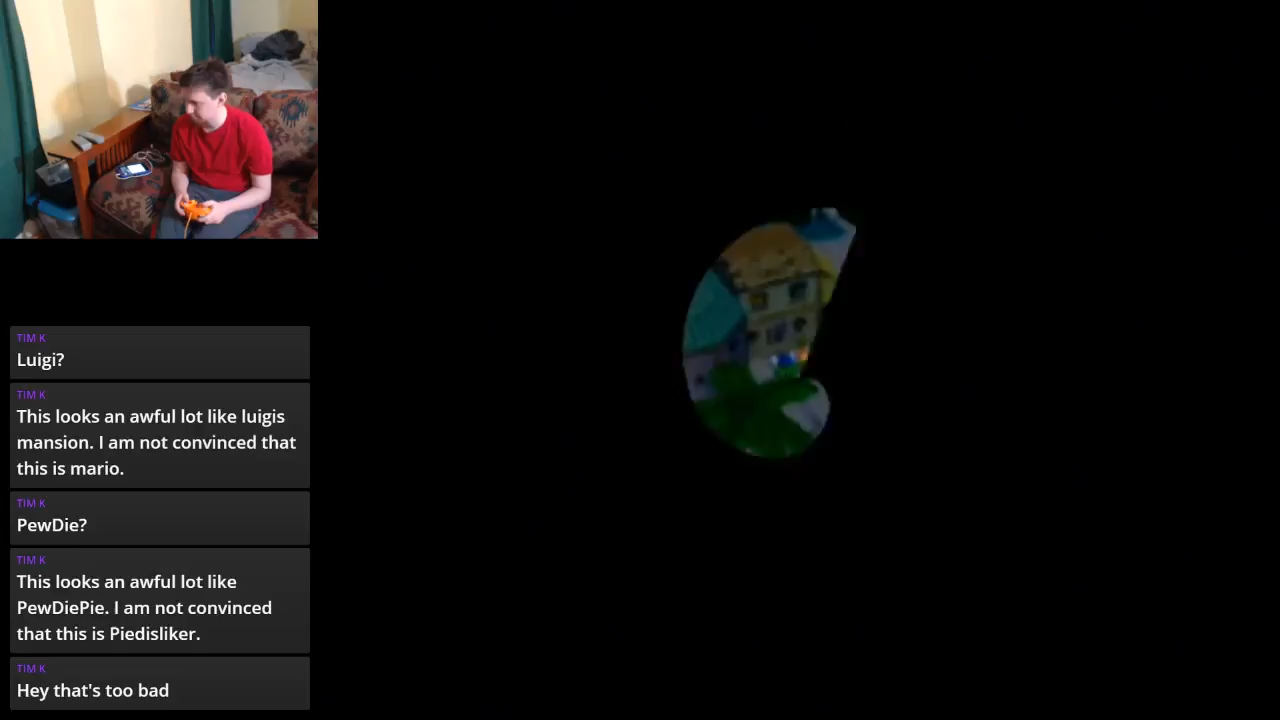 TIM K
Luigi?
TIM K
This looks an awful lot like luigis
mansion. I am not convinced that
this is mario.
TIM K
PewDie?
TIM K
This looks an awful lot like
PewDiePie. I am not convinced
that this is Piedisliker.
TIM K
Hey that's too bad